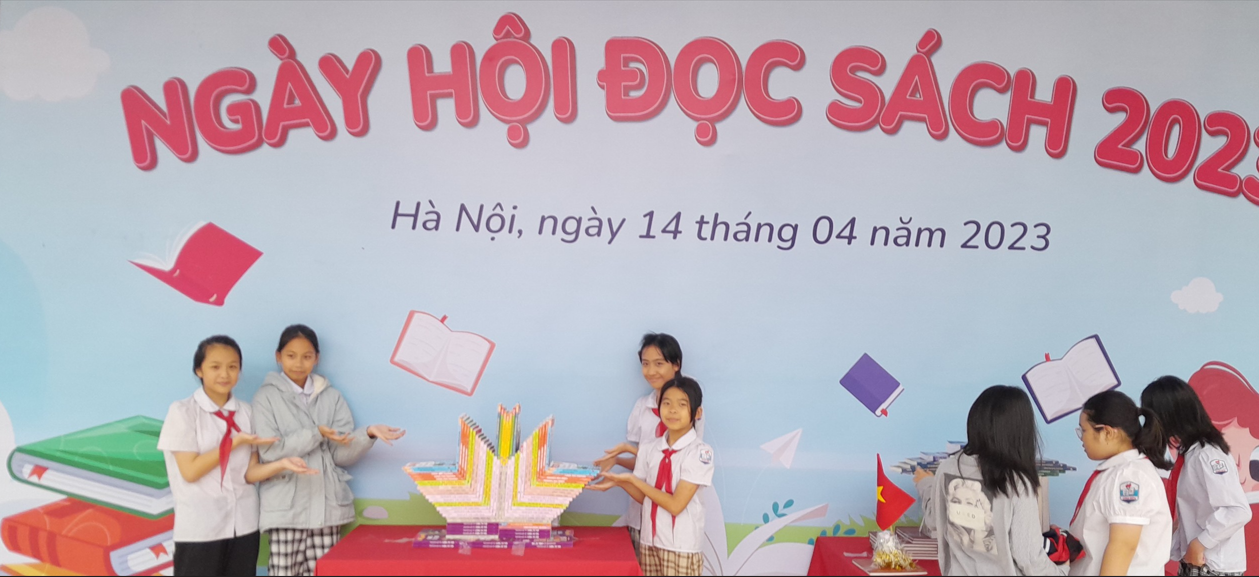 NGÀY HỘI ĐỌC SÁCH 2023
Hà Nội, ngày 14 tháng 04 năm 2023